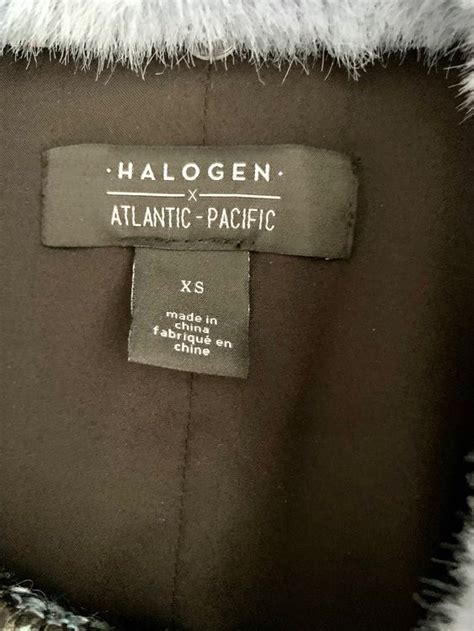 ·HALOGEN·
X
ATLANTIC-PACIFIC
XS
made in
china
fabriqué en
chine